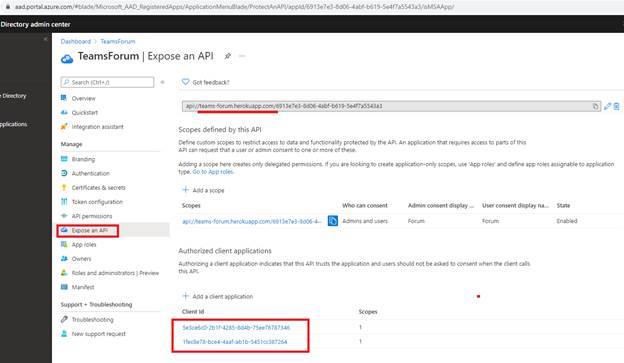 aad.portal.azure.com/#blade/Microsoft_AAD_RegisteredApps/ApplicationMenuBlade/ProtectAnAPI/appId/6913e7e3-8d06-4abf-b619-5e4f7a5543a3/isMSAApp/
Directory admin center
Dashboard > TeamsForum
TeamsForum | Expose an API
Search (Ctrl+/)
Got feedback?
Directory
applications
Overview
Quickstart
Integration assistant
Manage
Branding
Authentication
Certificates & secrets
Token configuration
API permissions
Expose an API
App roles
Owners
Roles and administrators | Preview
Manifest
Support + Troubleshooting
Troubleshooting
New support request
api://teams-forum.herokuapp.com/6913e7e3-8d06-4abf-b619-5e4f7a5543a3
Scopes defined by this API
Define custom scopes to restrict access to data and functionality protected by the API. An application that requires access to parts of this
API can request that a user or admin consent to one or more of these.
Adding a scope here creates only delegated permissions. If you are looking to create application-only scopes, use 'App roles' and define app roles assignable to application
type. Go to App roles.
Add a scope
Scopes Who can consent Admin consent display ... User consent display na... State
api://teams-forum.herokuapp.com/6913e7e3-8d06-4... Admins and users Forum Forum Enabled
Authorized client applications
Authorizing a client application indicates that this API trusts the application and users should not be asked to consent when the client calls
this API.
Add a client application
Client Id Scopes
5e3ce6c0-2b1f-4285-8d4b-75ee78787346 1
1fec8e78-bce4-4aaf-ab1b-5451cc387264 1